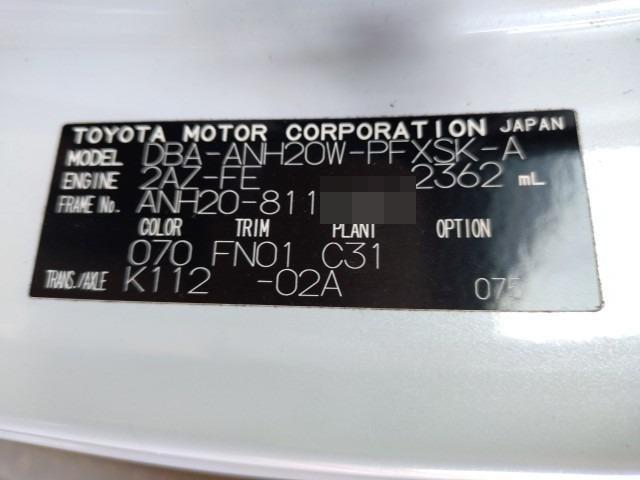 TOYOTA MOTOR CORPORATION JAPAN
MODEL DBA-ANH20W-PFXSK-A
ENGINE 2AZ-FE 2362 mL
FRAME No. ANH20-811
COLOR TRIM PLANT OPTION
070 FN01 C31
TRANS./AXLE K112 -02A 075